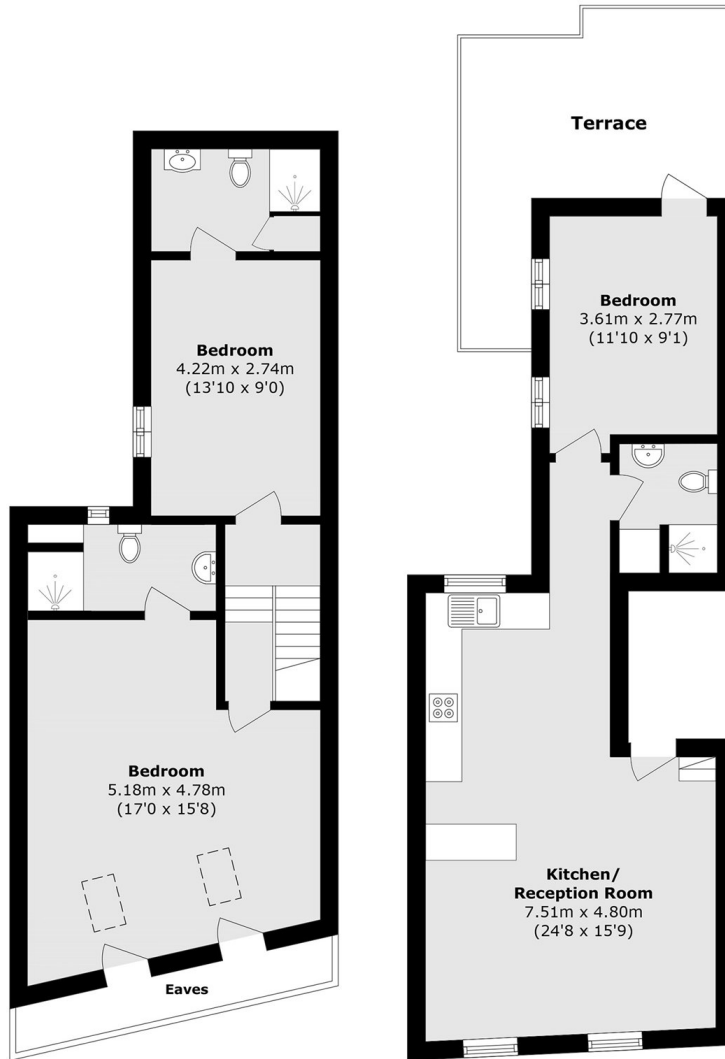 Bedroom
4.22m x 2.74m
(13'10 x 9'0)
Bedroom
5.18m x 4.78m
(17'0 x 15'8)
Eaves
Terrace
Bedroom
3.61m x 2.77m
(11'10 x 9'1)
Kitchen/
Reception Room
7.51m x 4.80m
(24'8 x 15'9)